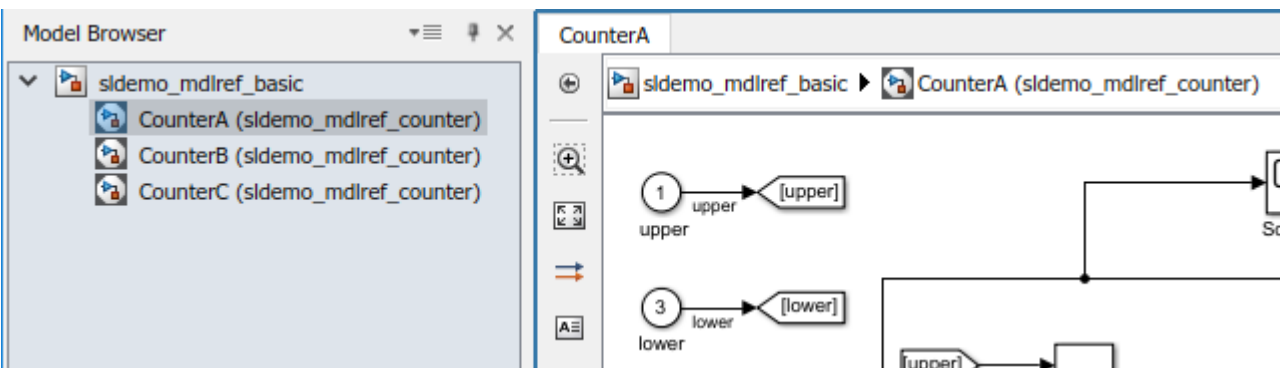 Model Browser
sldemo_mdlref_basic
CounterA (sldemo_mdlref_counter)
CounterB (sldemo_mdlref_counter)
CounterC (sldemo_mdlref_counter)
CounterA
sldemo_mdlref_basic CounterA (sldemo_mdlref_counter)
1
upper
[upper]
upper
3
lower
[lower]
lower
[upper]
A